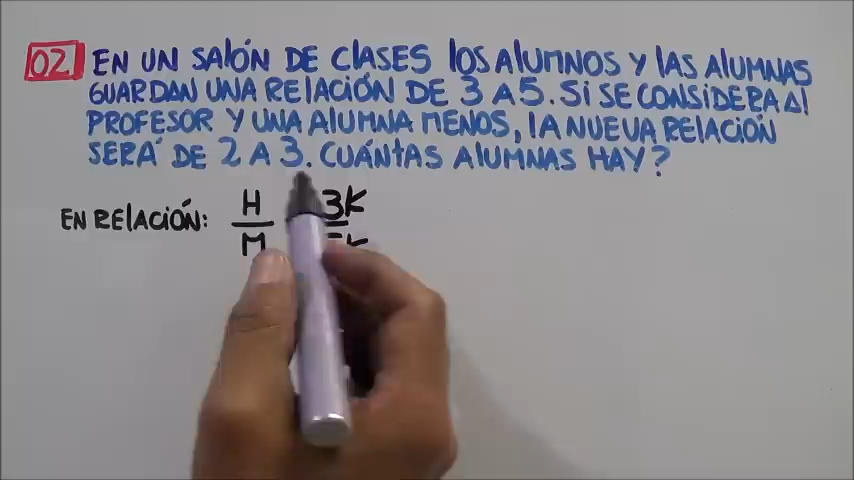 02. EN UN SALÓN DE CLASES LOS ALUMNOS Y LAS ALUMNAS
GUARDAN UNA RELACIÓN DE 3 A 5. SI SE CONSIDERA AL
PROFESOR Y UNA ALUMNA MENOS, LA NUEVA RELACIÓN
SERÁ DE 2 A 3. CUÁNTAS ALUMNAS HAY?
EN RELACIÓN: H 3K
M